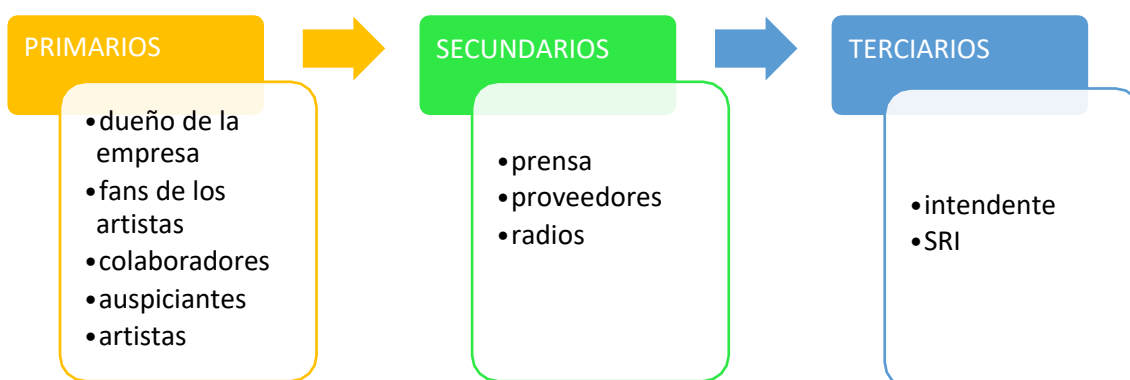 PRIMARIOS
•dueño de la
empresa
•fans de los
artistas
•colaboradores
•auspiciantes
•artistas
SECUNDARIOS
•prensa
•proveedores
•radios
TERCIARIOS
•intendente
•SRI